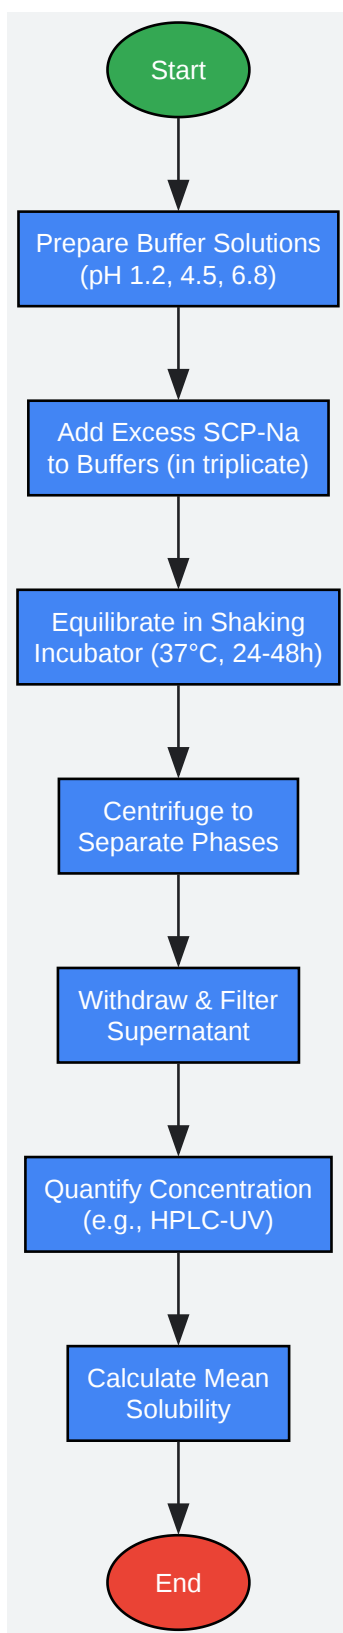 Start
Prepare Buffer Solutions
(pH 1.2, 4.5, 6.8)
Add Excess SCP-Na
to Buffers (in triplicate)
Equilibrate in Shaking
Incubator (37°C, 24-48h)
Centrifuge to
Separate Phases
Withdraw & Filter
Supernatant
Quantify Concentration
(e.g., HPLC-UV)
Calculate Mean
Solubility
End